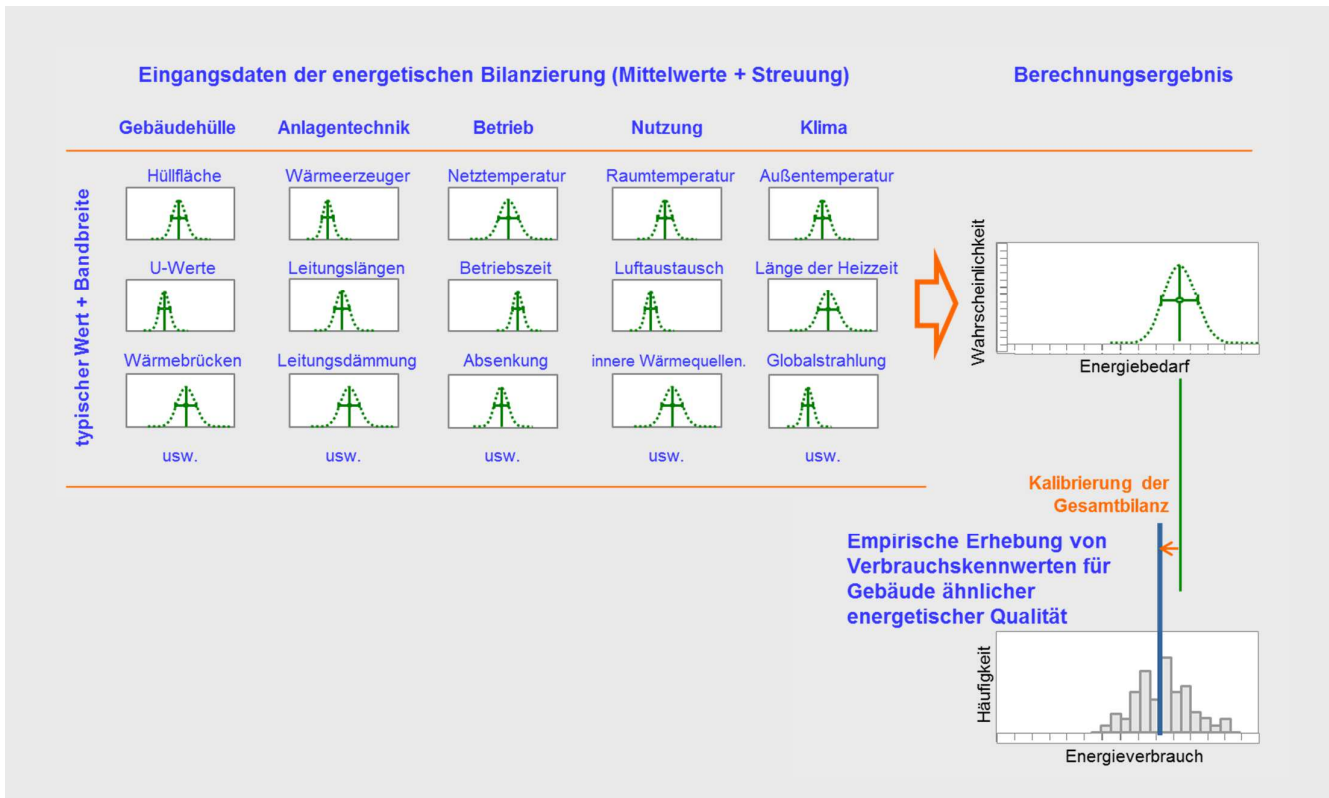 Eingangsdaten der energetischen Bilanzierung (Mittelwerte + Streuung)
Berechnungsergebnis
Gebäudehülle
Anlagentechnik
Betrieb
Nutzung
Klima
typischer Wert + Bandbreite
Hüllfläche
Wärmeerzeuger
Netztemperatur
Raumtemperatur
Außentemperatur
U-Werte
Leitungslängen
Betriebszeit
Luftaustausch
Länge der Heizzeit
Wärmebrücken
Leitungsdämmung
Absenkung
innere Wärmequellen.
Globalstrahlung
usw.
usw.
usw.
usw.
usw.
Wahrscheinlichkeit
Energiebedarf
Kalibrierung der
Gesamtbilanz
Empirische Erhebung von
Verbrauchskennwerten für
Gebäude ähnlicher
energetischer Qualität
Häufigkeit
Energieverbrauch